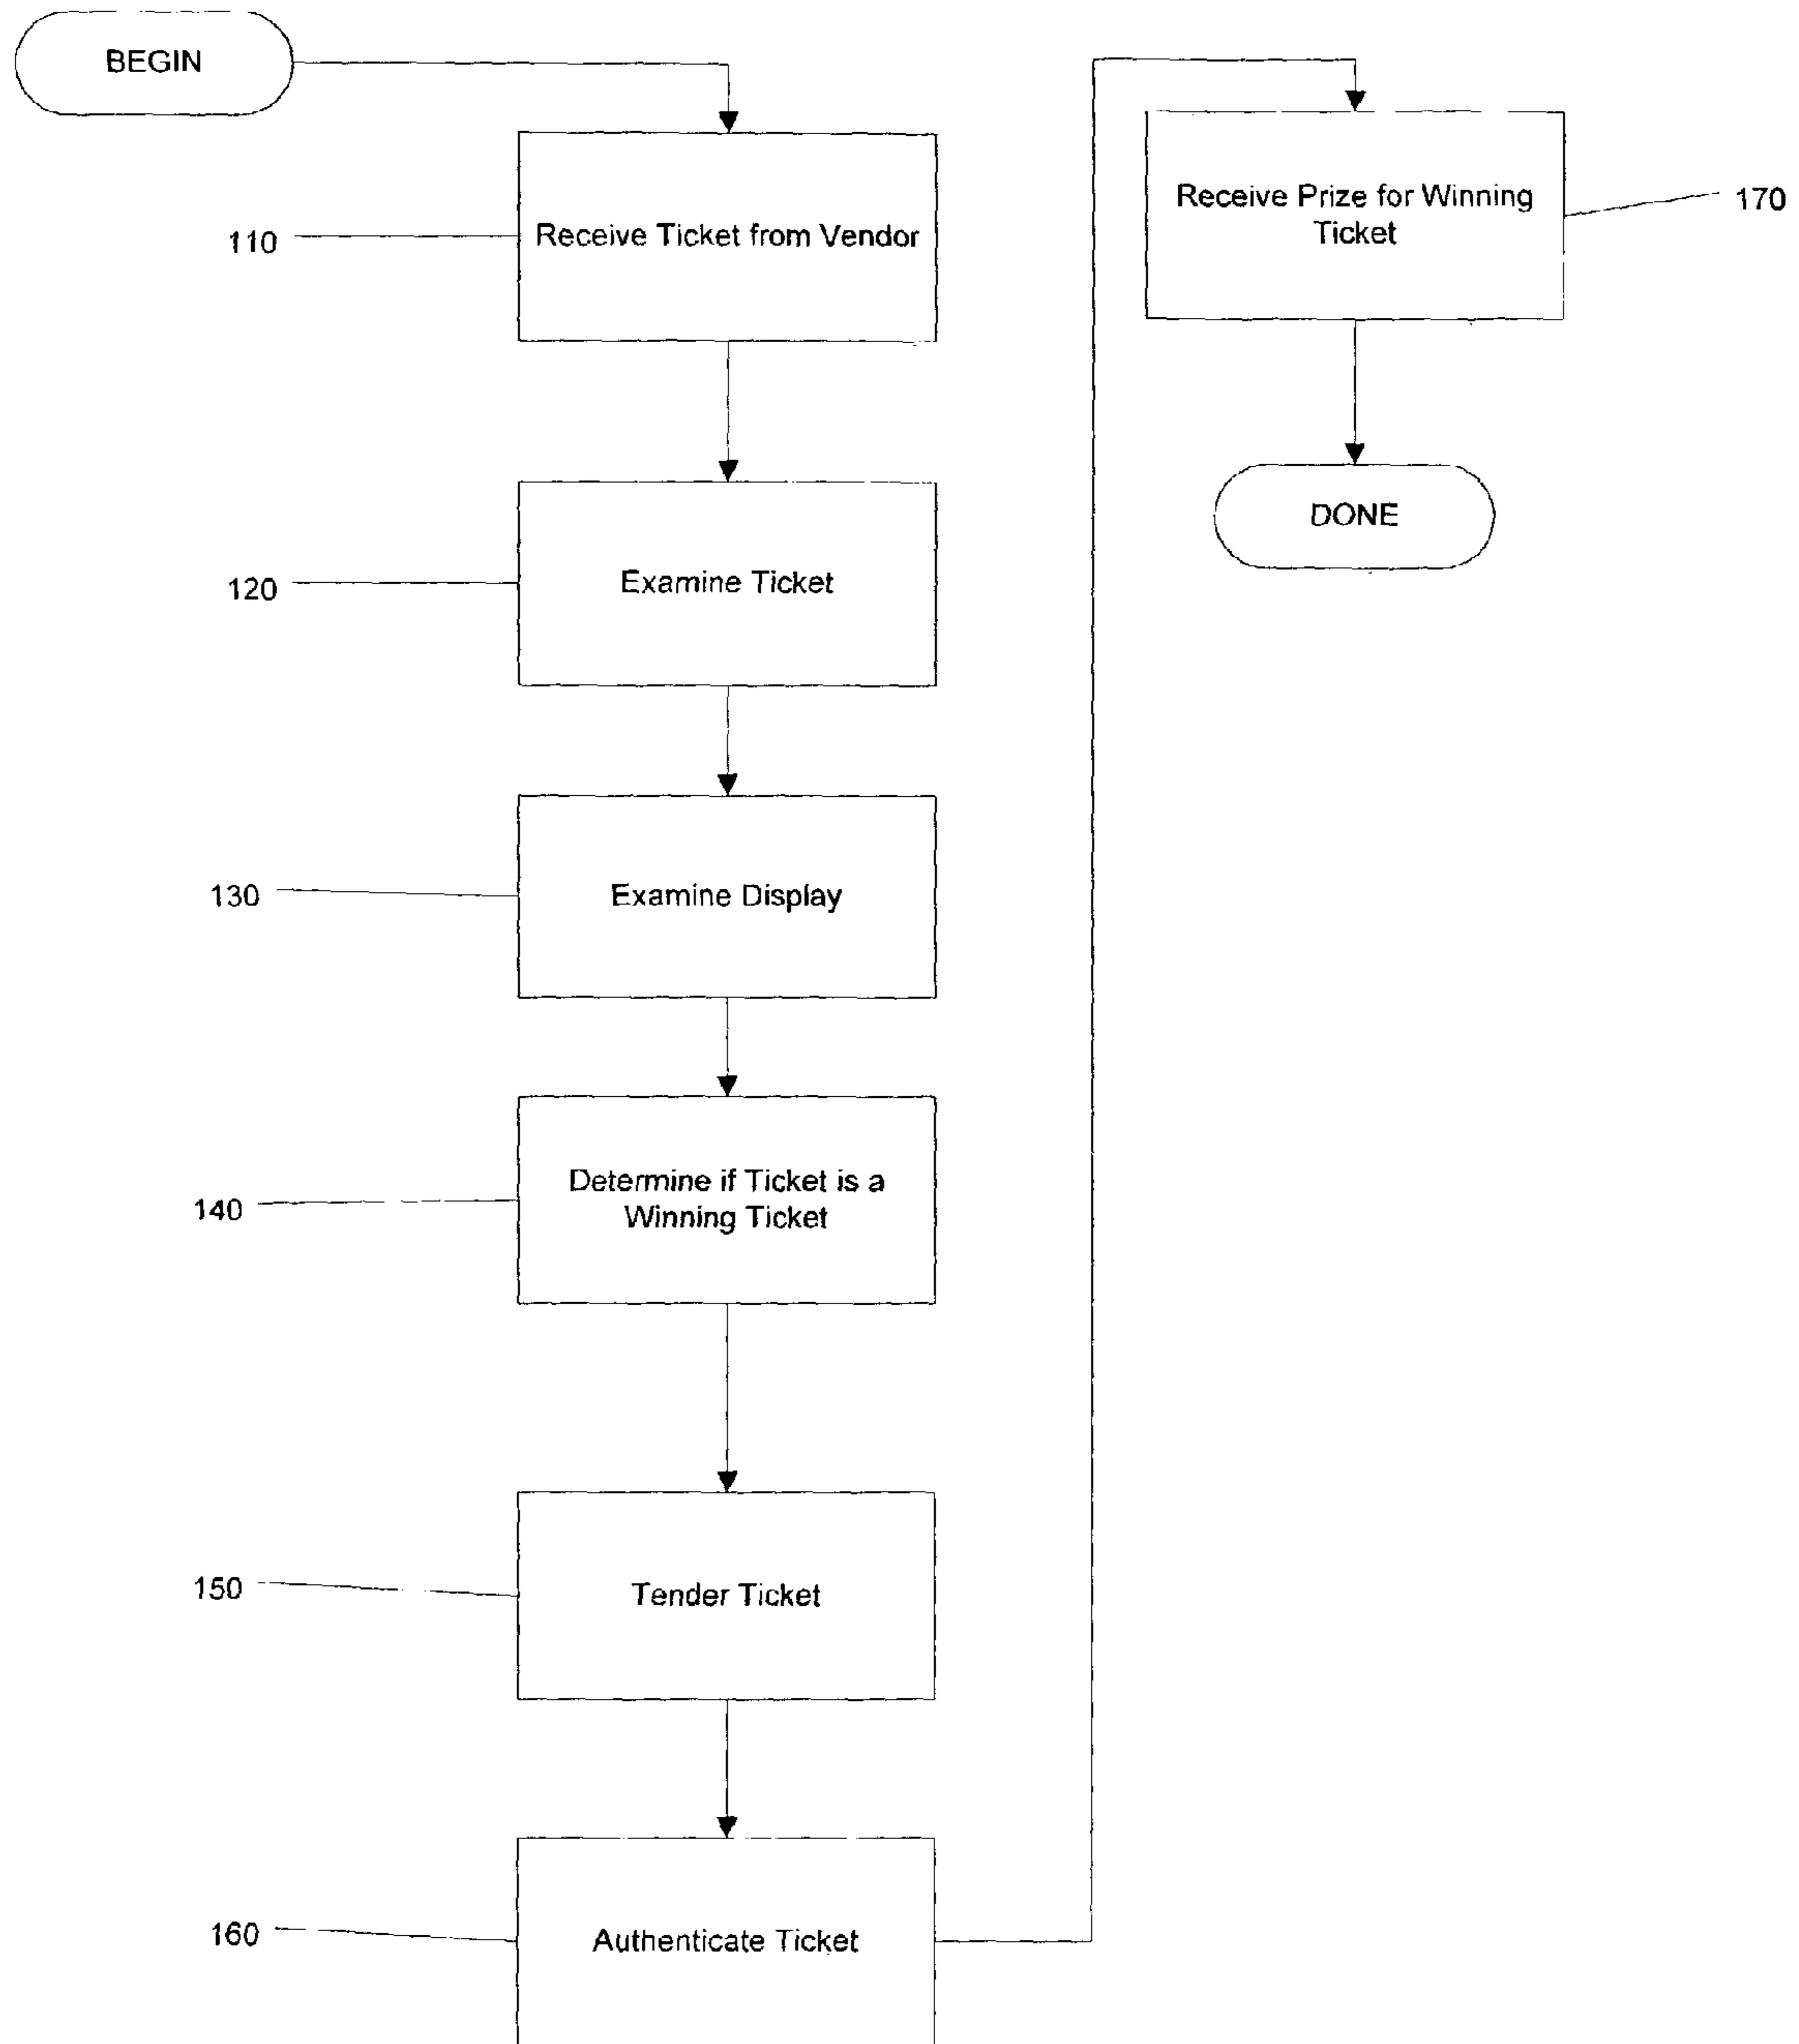 BEGIN
110
Receive Ticket from Vendor
120
Examine Ticket
130
Examine Display
140
Determine if Ticket is a
Winning Ticket
150
Tender Ticket
160
Authenticate Ticket
Receive Prize for Winning
Ticket
170
DONE